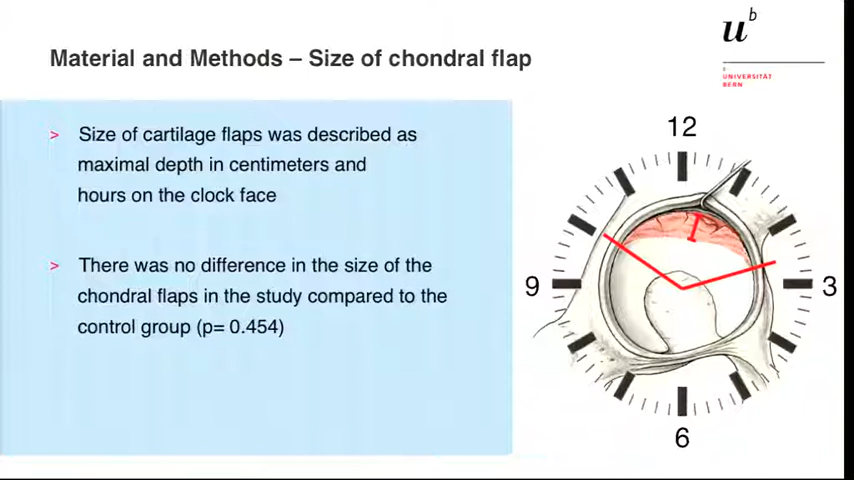 u^b
Material and Methods – Size of chondral flap
UNIVERSITÄT
BERN
> Size of cartilage flaps was described as
maximal depth in centimeters and
hours on the clock face
> There was no difference in the size of the
chondral flaps in the study compared to the
control group (p= 0.454)
12
9
3
6